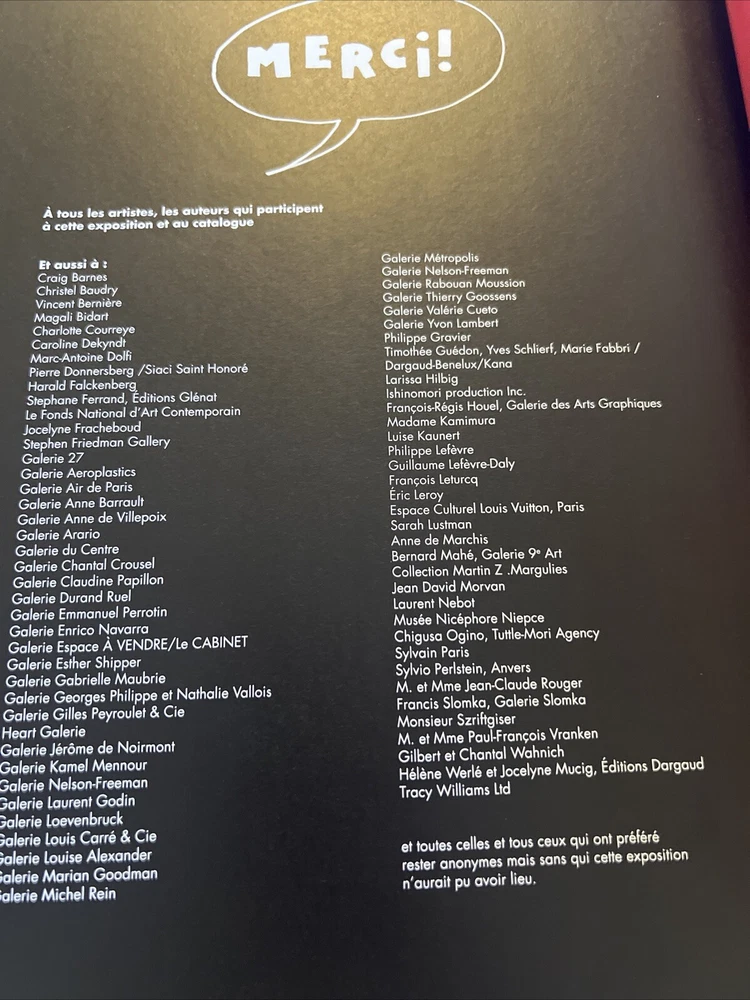 MERCi!
À tous les artistes, les auteurs qui participent
à cette exposition et au catalogue
Et aussi à :
Craig Barnes
Christel Baudry
Vincent Bernière
Magali Bidart
Charlotte Courreye
Caroline Dekyndt
Marc-Antoine Dolfi
Pierre Donnersberg /Siaci Saint Honoré
Harald Falckenberg
Stephane Ferrand, Éditions Glénat
Le Fonds National d'Art Contemporain
Jocelyne Fracheboud
Stephen Friedman Gallery
Galerie 27
Galerie Aeroplastics
Galerie Air de Paris
Galerie Anne Barrault
Galerie Anne de Villepoix
Galerie Arario
Galerie du Centre
Galerie Chantal Crousel
Galerie Claudine Papillon
Galerie Durand Ruel
Galerie Emmanuel Perrotin
Galerie Enrico Navarra
Galerie Espace À VENDRE/Le CABINET
Galerie Esther Shipper
Galerie Gabrielle Maubrie
Galerie Georges Philippe et Nathalie Vallois
Galerie Gilles Peyroulet & Cie
Heart Galerie
Galerie Jérôme de Noirmont
Galerie Kamel Mennour
Galerie Nelson-Freeman
Galerie Laurent Godin
Galerie Loevenbruck
Galerie Louis Carré & Cie
Galerie Louise Alexander
Galerie Marian Goodman
Galerie Michel Rein
Galerie Métropolis
Galerie Nelson-Freeman
Galerie Rabouan Moussion
Galerie Thierry Goossens
Galerie Valérie Cueto
Galerie Yvon Lambert
Philippe Gravier
Timothée Guédon, Yves Schlierf, Marie Fabbri /
Dargaud-Benelux/Kana
Larissa Hilbig
Ishinomori production Inc.
François-Régis Houel, Galerie des Arts Graphiques
Madame Kamimura
Luise Kaunert
Philippe Lefèvre
Guillaume Lefèvre-Daly
François Leturcq
Éric Leroy
Espace Culturel Louis Vuitton, Paris
Sarah Lustman
Anne de Marchis
Bernard Mahé, Galerie 9e Art
Collection Martin Z .Margulies
Jean David Morvan
Laurent Nebot
Musée Nicéphore Niepce
Chigusa Ogino, Tuttle-Mori Agency
Sylvain Paris
Sylvio Perlstein, Anvers
M. et Mme Jean-Claude Rouger
Francis Slomka, Galerie Slomka
Monsieur Szriftgiser
M. et Mme Paul-François Vranken
Gilbert et Chantal Wahnich
Hélène Werlé et Jocelyne Mucig, Éditions Dargaud
Tracy Williams Ltd
et toutes celles et tous ceux qui ont préféré
rester anonymes mais sans qui cette exposition
n'aurait pu avoir lieu.